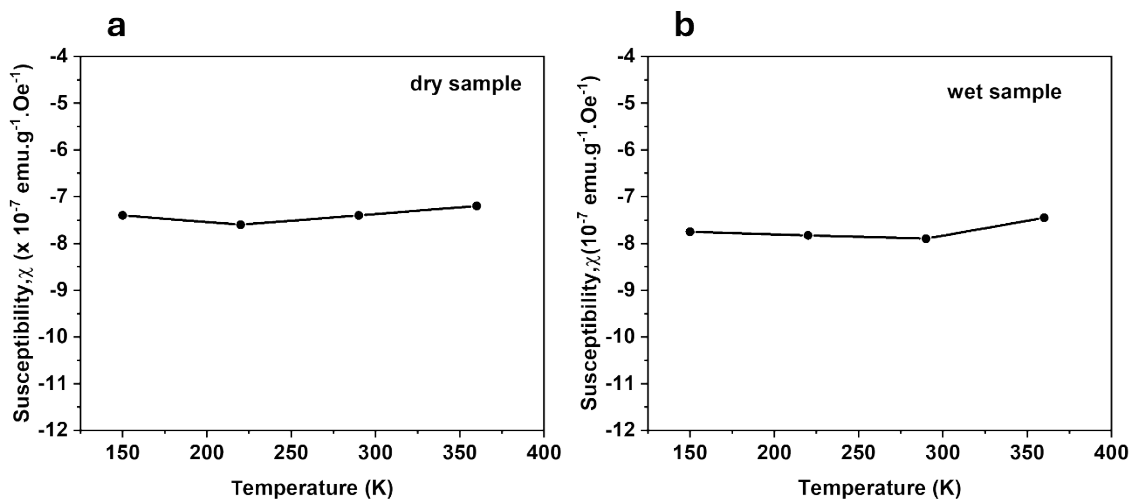 a
-4
-5
-6
-7
-8
-9
-10
-11
-12
Susceptibility,χ (x 10⁻⁷ emu.g⁻¹.Oe⁻¹)
dry sample
150 200 250 300 350 400
Temperature (K)
b
-4
-5
-6
-7
-8
-9
-10
-11
-12
Susceptibility,χ(10⁻⁷ emu.g⁻¹.Oe⁻¹)
wet sample
150 200 250 300 350 400
Temperature (K)